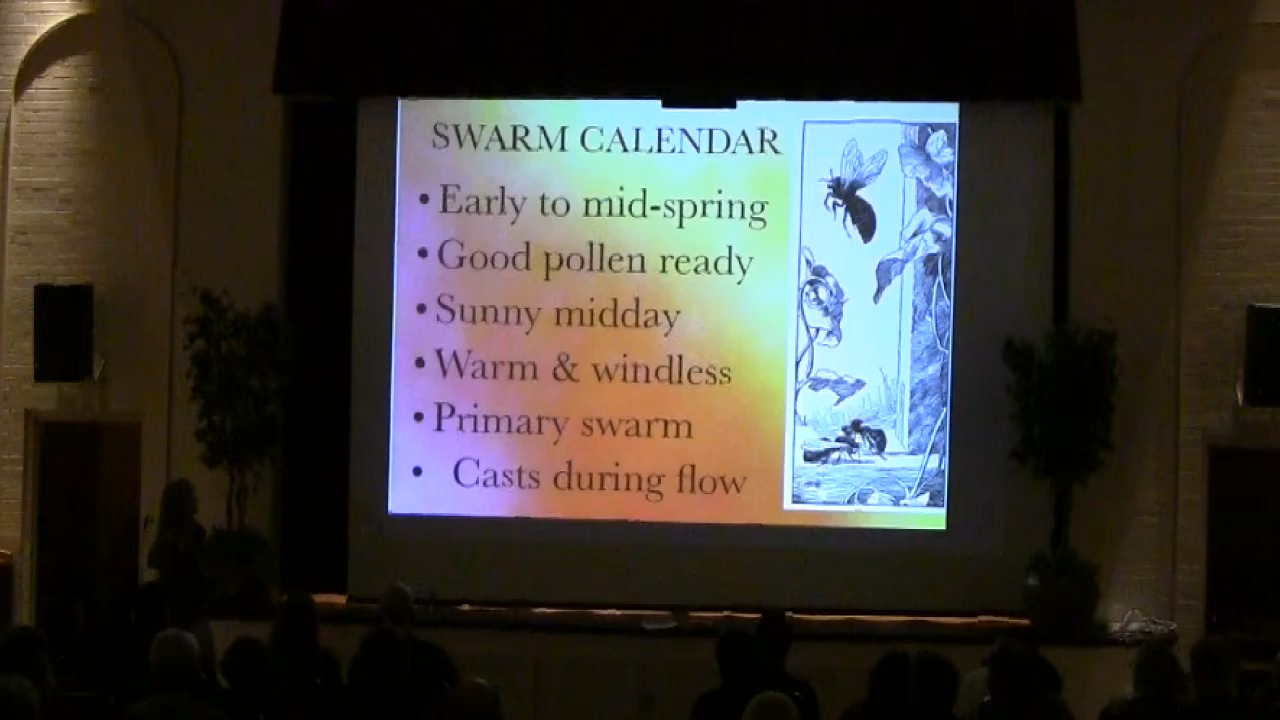 SWARM CALENDAR
• Early to mid-spring
• Good pollen ready
• Sunny midday
• Warm & windless
• Primary swarm
• Casts during flow